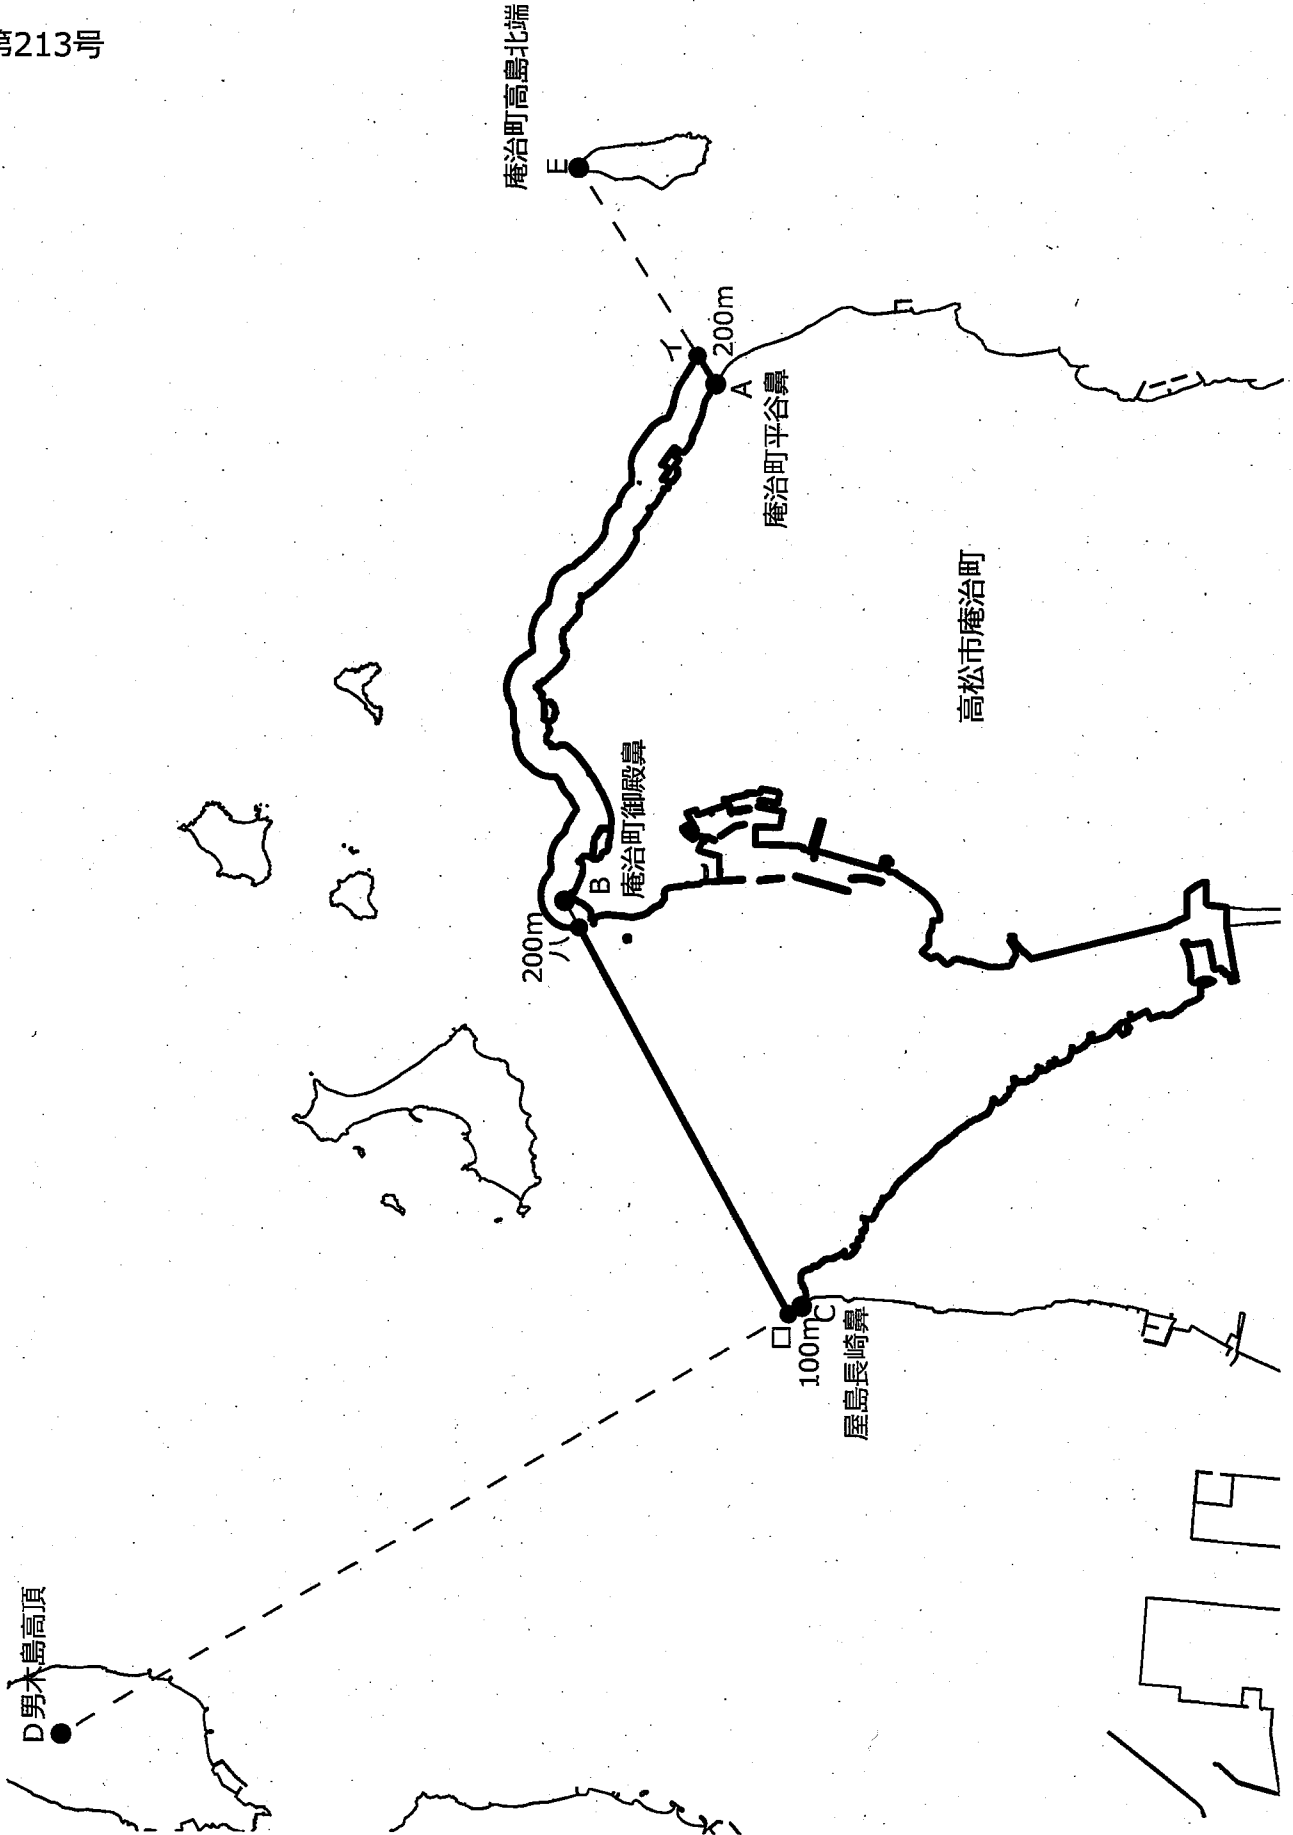 第213号
庵治町高島北端
E
イ
200m
A
庵治町平谷鼻
高松市庵治町
庵治町御殿鼻
B
200m
ハ
ロ
100m
C
屋島長崎鼻
D男木島高頂